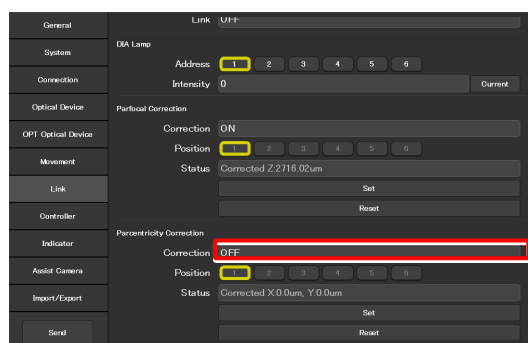 General
System
Connection
Optical Device
OPT Optical Device
Movement
Link
Controller
Indicator
Assist Camera
Import/Export
Send
Link OFF
DIA Lamp
Address 1 2 3 4 5 6
Intensity 0 Current
Parfocal Correction
Correction ON
Position 1 2 3 4 5 6
Status Corrected Z:2716.02um
Set
Reset
Parcentricity Correction
Correction OFF
Position 1 2 3 4 5 6
Status Corrected X:0.0um, Y:0.0um
Set
Reset